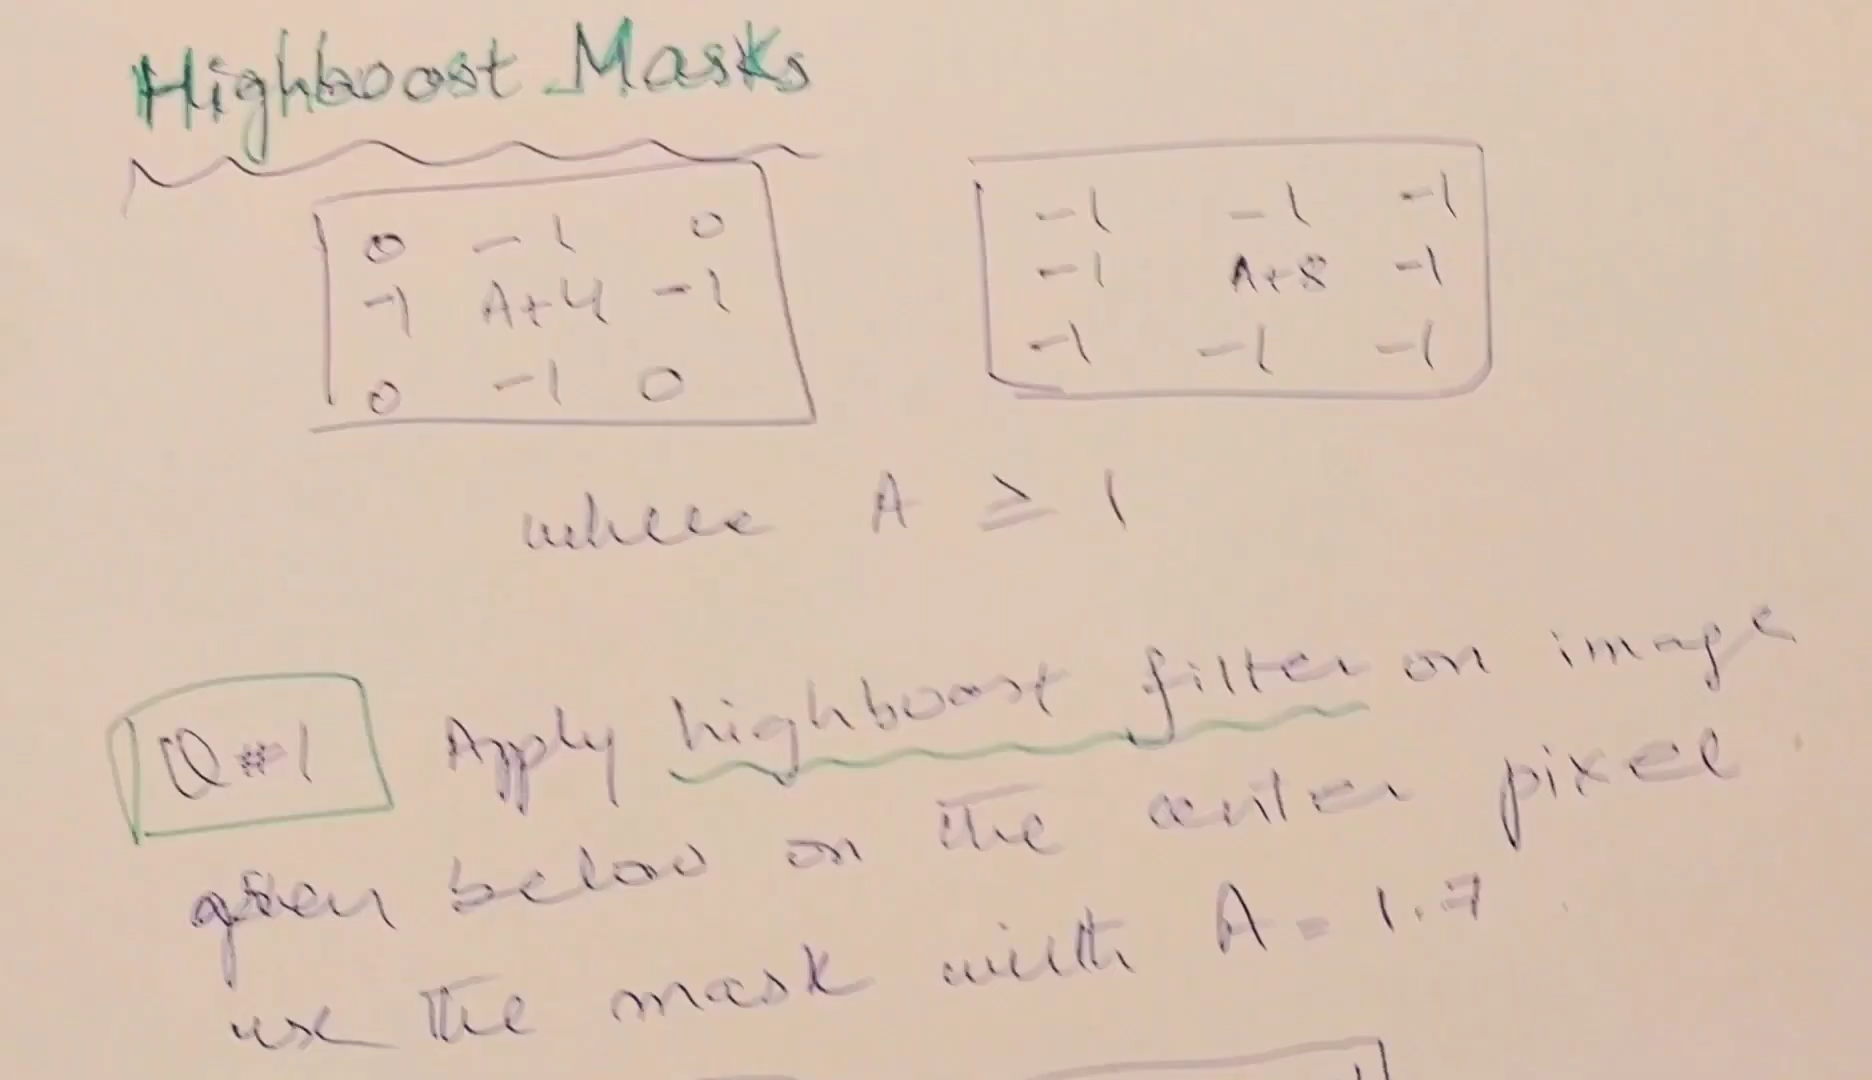 Highboost Masks
0 -1 0
-1 A+4 -1
0 -1 0
-1 -1 -1
-1 A+8 -1
-1 -1 -1
where A ≥ 1
Q#1 Apply highboost filter on image
given below on the center pixel.
use the mask with A = 1.7